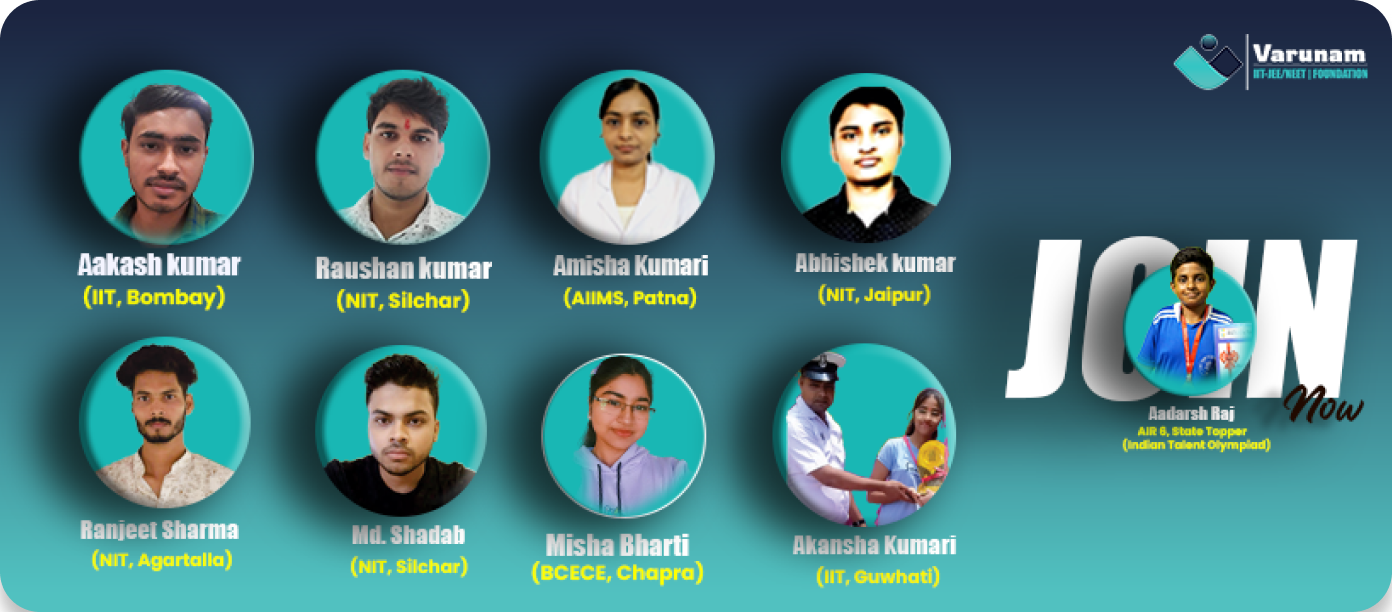 Varunam
IIT-JEE/NEET | FOUNDATION
Aakash kumar
(IIT, Bombay)
Raushan kumar
(NIT, Silchar)
Amisha Kumari
(AIIMS, Patna)
Abhishek kumar
(NIT, Jaipur)
Ranjeet Sharma
(NIT, Agartalla)
Md. Shadab
(NIT, Silchar)
Misha Bharti
(BCECE, Chapra)
Akansha Kumari
(IIT, Guwhati)
JOIN
Now
Aadarsh Raj
AIR 6, State Topper
(Indian Talent Olympiad)